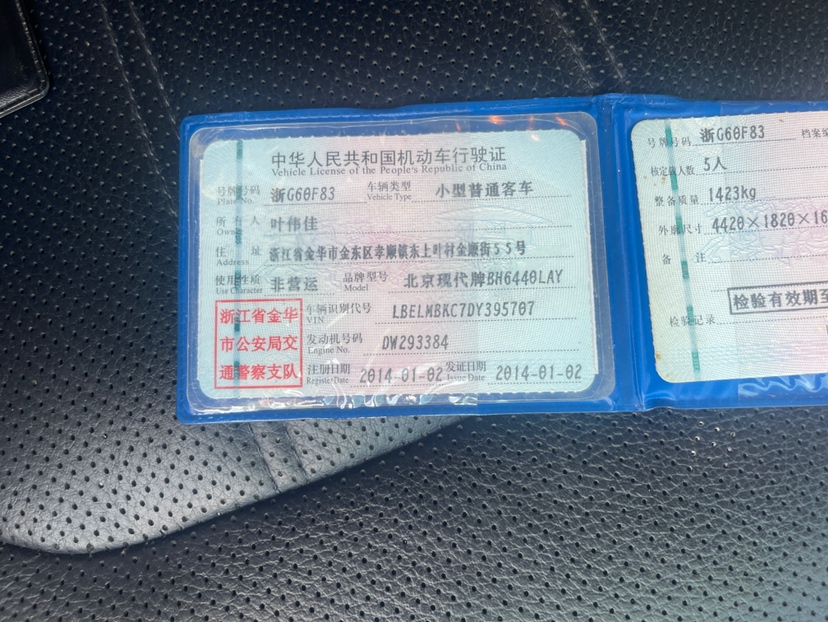 中华人民共和国机动车行驶证
Vehicle License of the People's Republic of China
号牌号码 Plate No. 浙G60F83 车辆类型 Vehicle Type 小型普通客车
所有人 Owner 叶伟佳
住址 Address 浙江省金华市金东区孝顺镇东上叶村金顺街55号
使用性质 Use Character 非营运 品牌型号 Model 北京现代牌BH6440LAY
浙江省金华
市公安局交
通警察支队
车辆识别代号 VIN LBELMBKC7DY395707
发动机号码 Engine No. DW293384
注册日期 Register Date 2014-01-02 发证日期 Issue Date 2014-01-02
号牌号码 浙G60F83 档案编
核定载人数 5人
整备质量 1423kg
外廓尺寸 4420×1820×16
备注
检验有效期至
检验记录